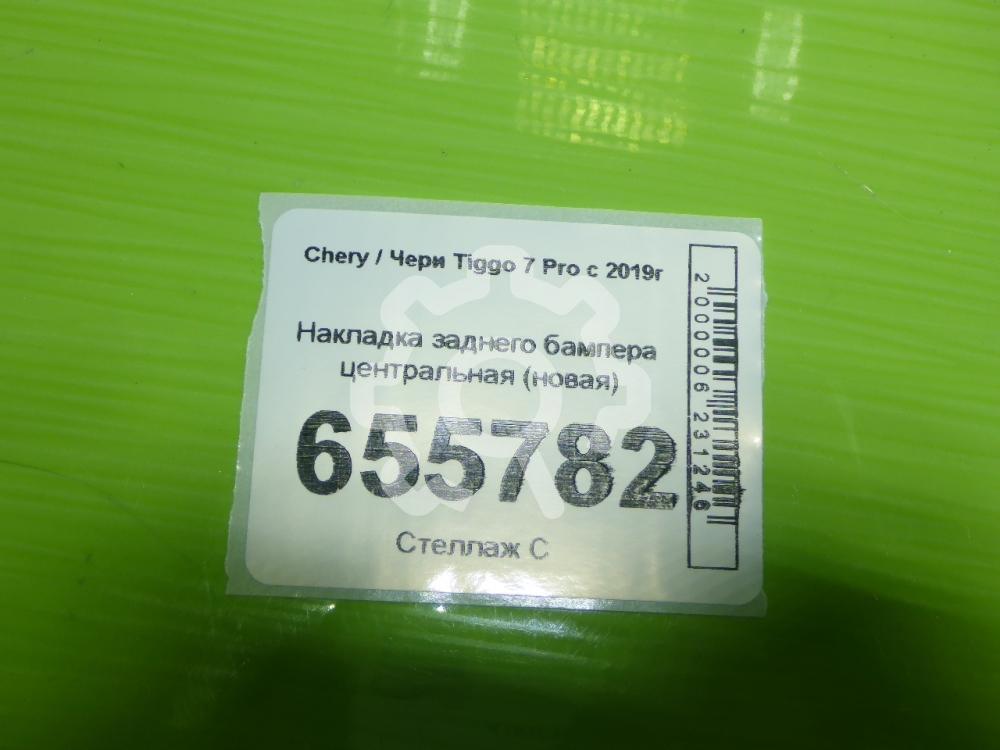 Chery / Чери Tiggo 7 Pro с 2019г
Накладка заднего бампера
центральная (новая)
655782
Стеллаж С
2000006231246